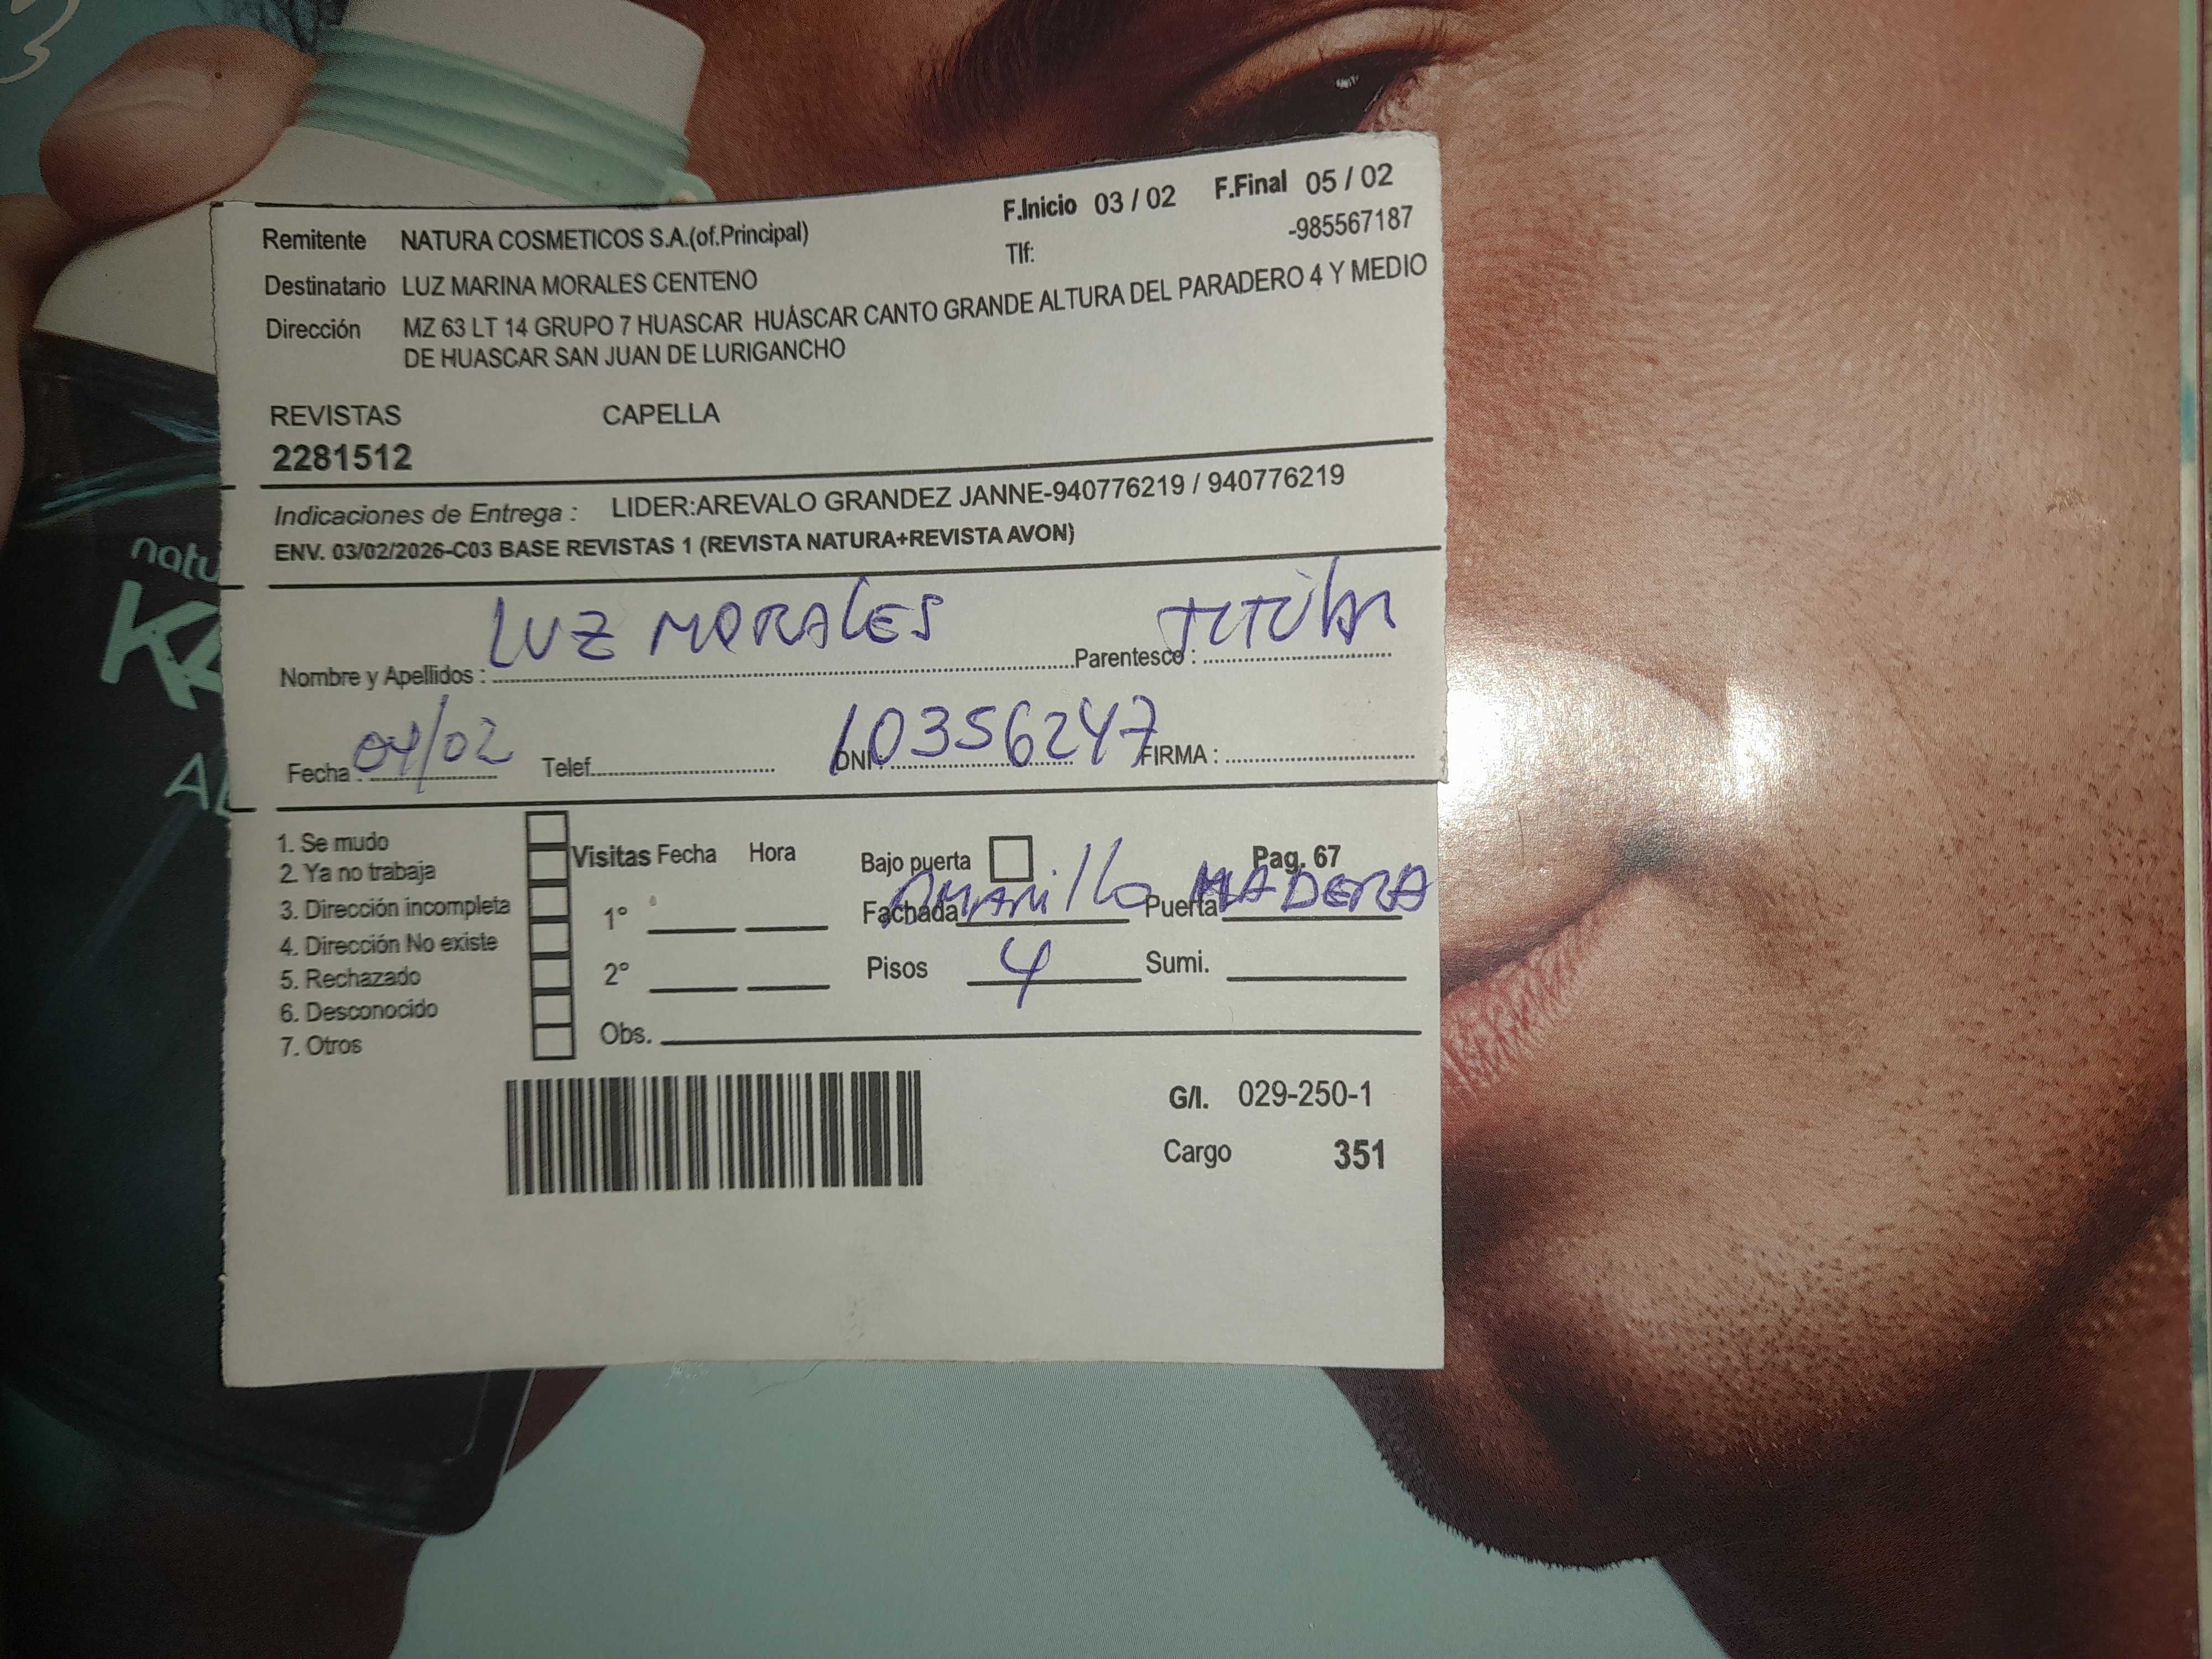 F.Inicio 03 / 02 F.Final 05 / 02
Remitente NATURA COSMETICOS S.A.(of.Principal) Tlf: -985567187
Destinatario LUZ MARINA MORALES CENTENO
Dirección MZ 63 LT 14 GRUPO 7 HUASCAR HUÁSCAR CANTO GRANDE ALTURA DEL PARADERO 4 Y MEDIO
DE HUASCAR SAN JUAN DE LURIGANCHO
REVISTAS CAPELLA
2281512
Indicaciones de Entrega : LIDER:AREVALO GRANDEZ JANNE-940776219 / 940776219
ENV. 03/02/2026-C03 BASE REVISTAS 1 (REVISTA NATURA+REVISTA AVON)
Nombre y Apellidos : LUZ MORALES Parentesco : TITULAR
Fecha : 04/02 Telef. DNI : 10356247 FIRMA :
1. Se mudo
2. Ya no trabaja
3. Dirección incompleta
4. Dirección No existe
5. Rechazado
6. Desconocido
7. Otros
Visitas Fecha Hora
1°
2°
Obs.
Bajo puerta Pag. 67
Fachada amarillo Puerta MADERA
Pisos 4 Sumi.
G/I. 029-250-1
Cargo 351
natu